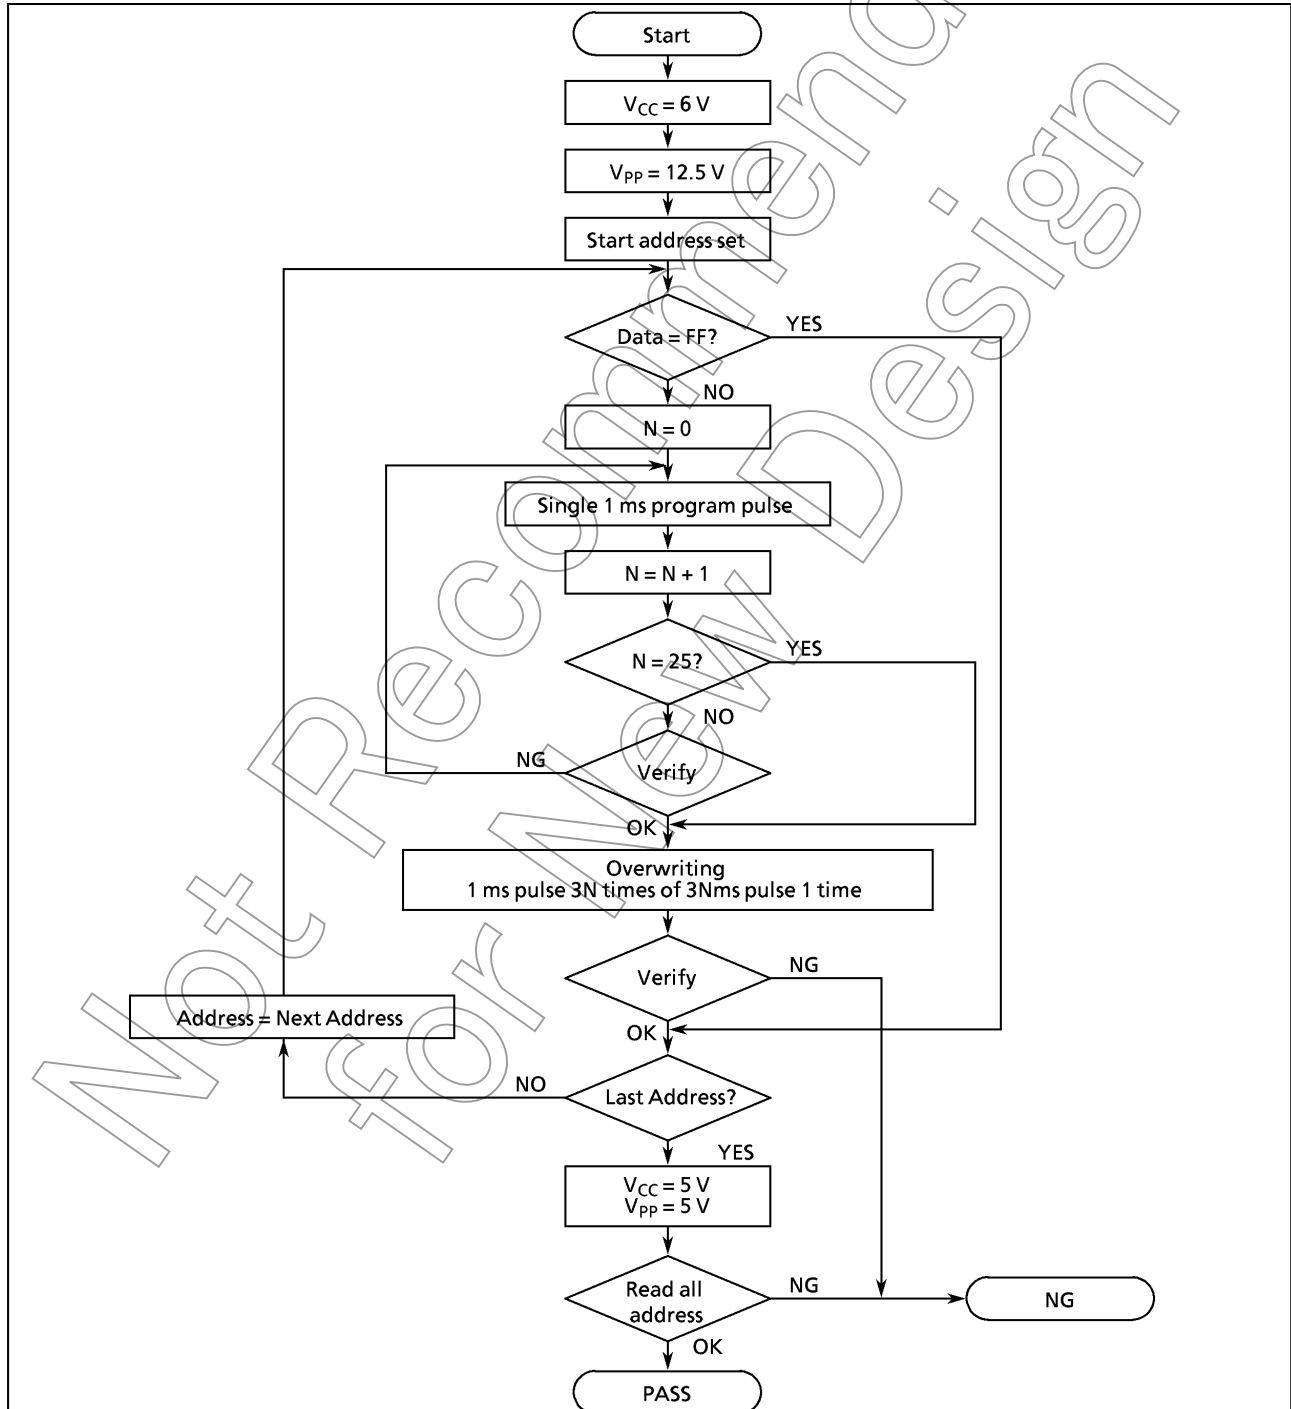 Start
VCC = 6 V
VPP = 12.5 V
Start address set
Data = FF?
YES
NO
N = 0
Single 1 ms program pulse
N = N + 1
N = 25?
YES
NO
NG
Verify
OK
Overwriting
1 ms pulse 3N times of 3Nms pulse 1 time
Verify
NG
Address = Next Address
OK
NO
Last Address?
YES
VCC = 5 V
VPP = 5 V
Read all
address
NG
NG
OK
PASS
Not Recommend
for New Design